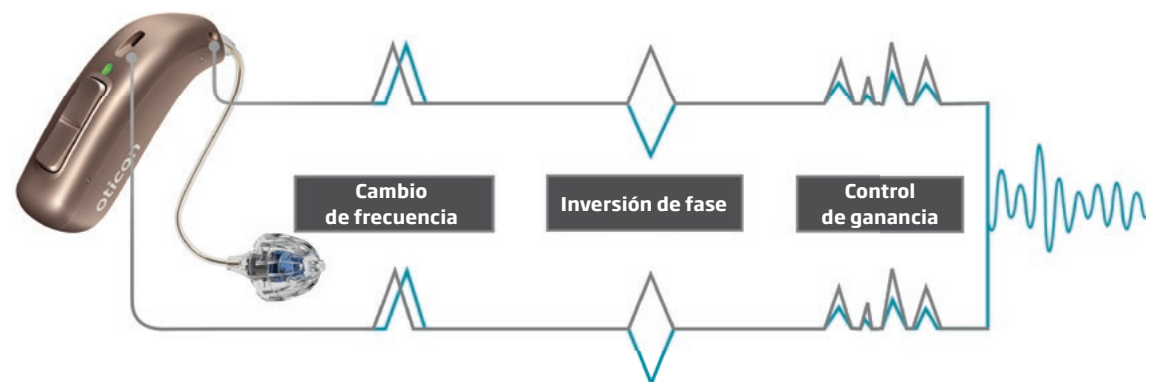 oticon
Cambio
de frecuencia
Inversión de fase
Control
de ganancia